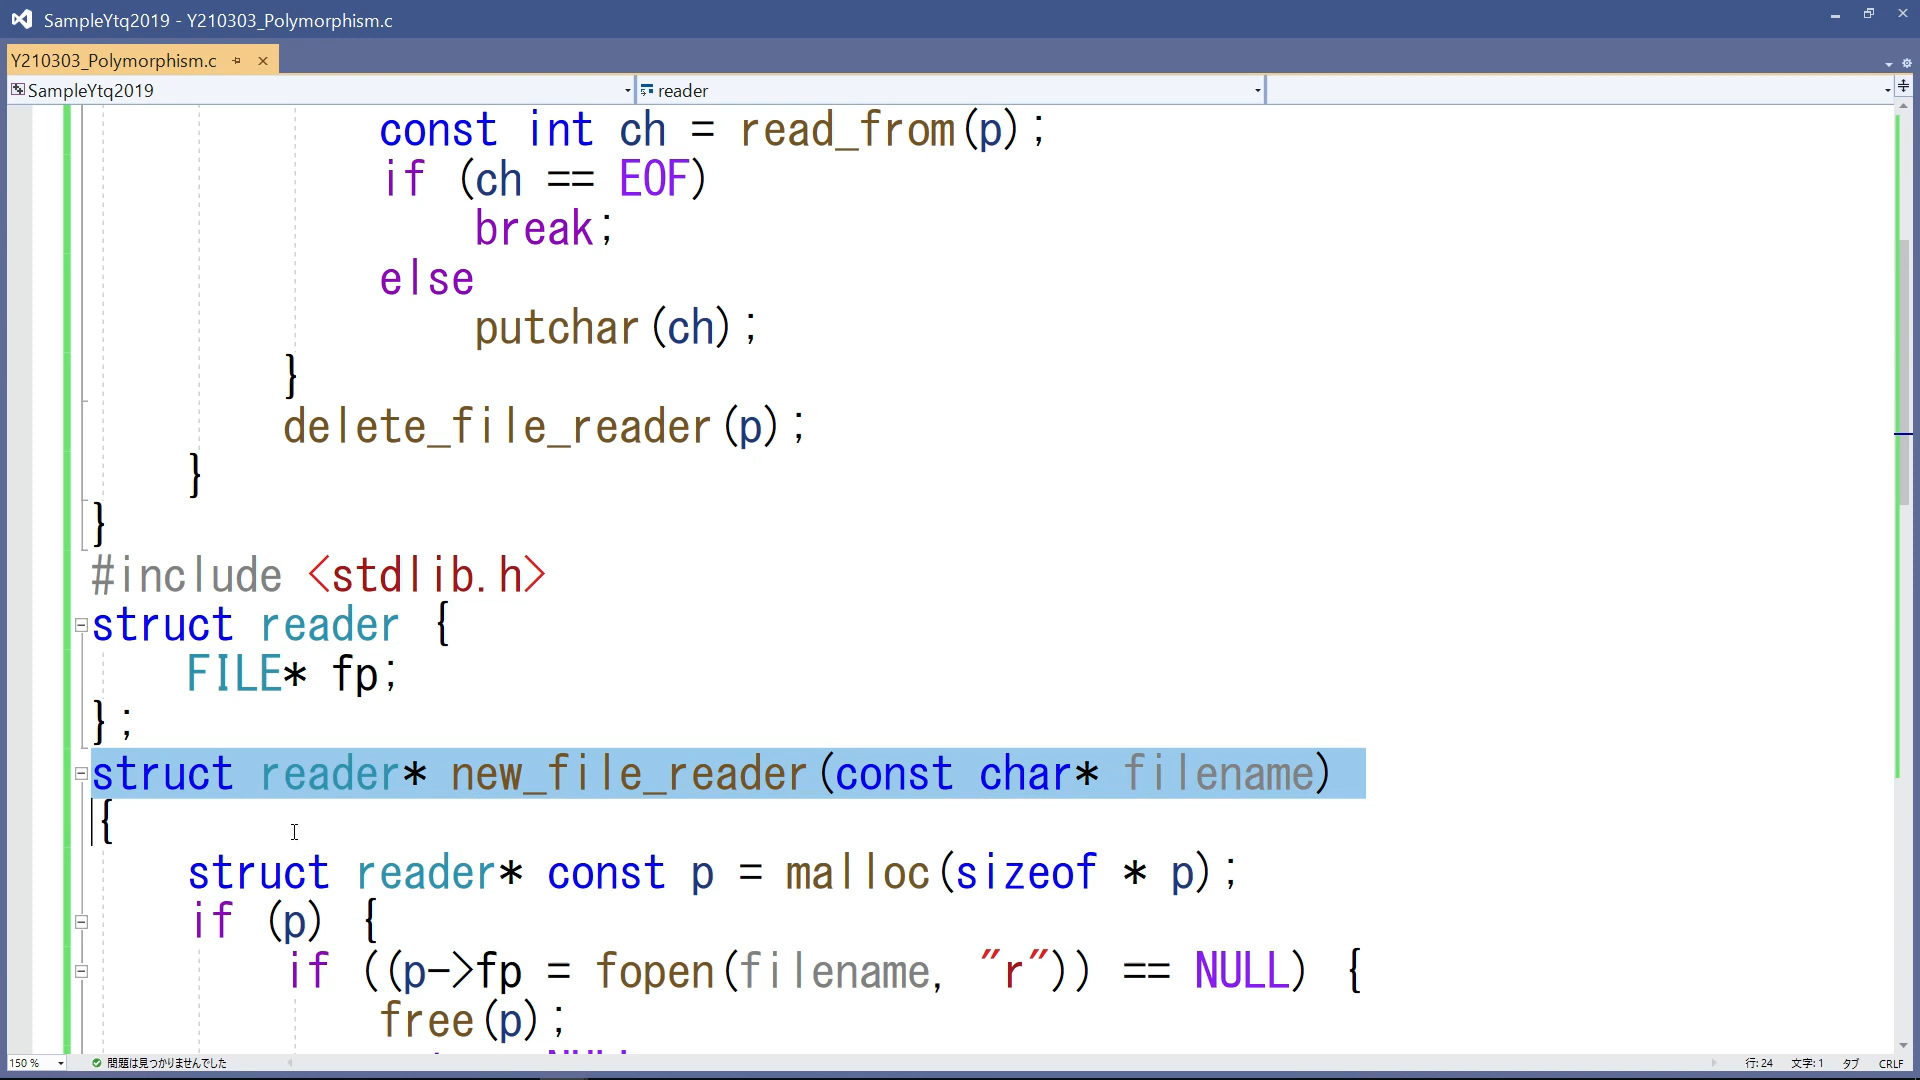 SampleYtq2019 - Y210303_Polymorphism.c
Y210303_Polymorphism.c
SampleYtq2019 reader
const int ch = read_from(p);
if (ch == EOF)
break;
else
putchar(ch);
}
delete_file_reader(p);
}
}
#include <stdlib.h>
struct reader {
FILE* fp;
};
struct reader* new_file_reader(const char* filename)
{
struct reader* const p = malloc(sizeof * p);
if (p) {
if ((p->fp = fopen(filename, "r")) == NULL) {
free(p);
150 % 問題は見つかりませんでした 行: 24 文字: 1 タブ CRLF